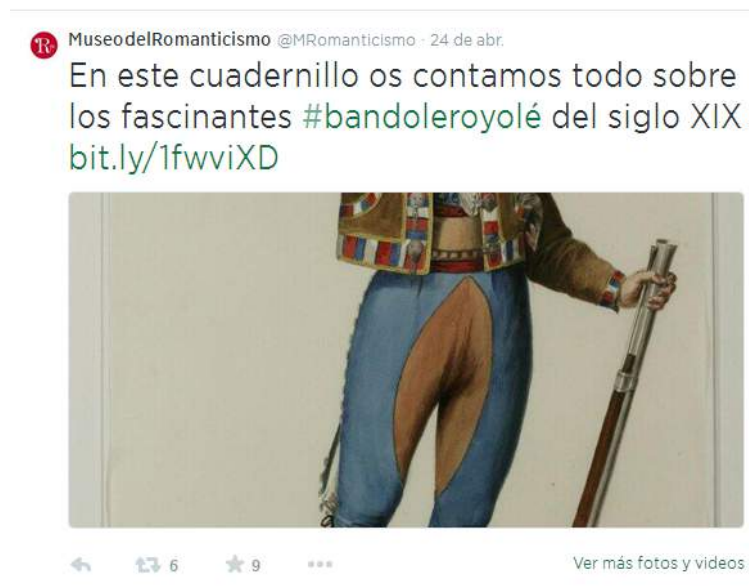 R
MuseodelRomanticismo @MRomanticismo · 24 de abr.
En este cuadernillo os contamos todo sobre
los fascinantes #bandoleroyolé del siglo XIX
bit.ly/1fwviXD
6 9 Ver más fotos y videos